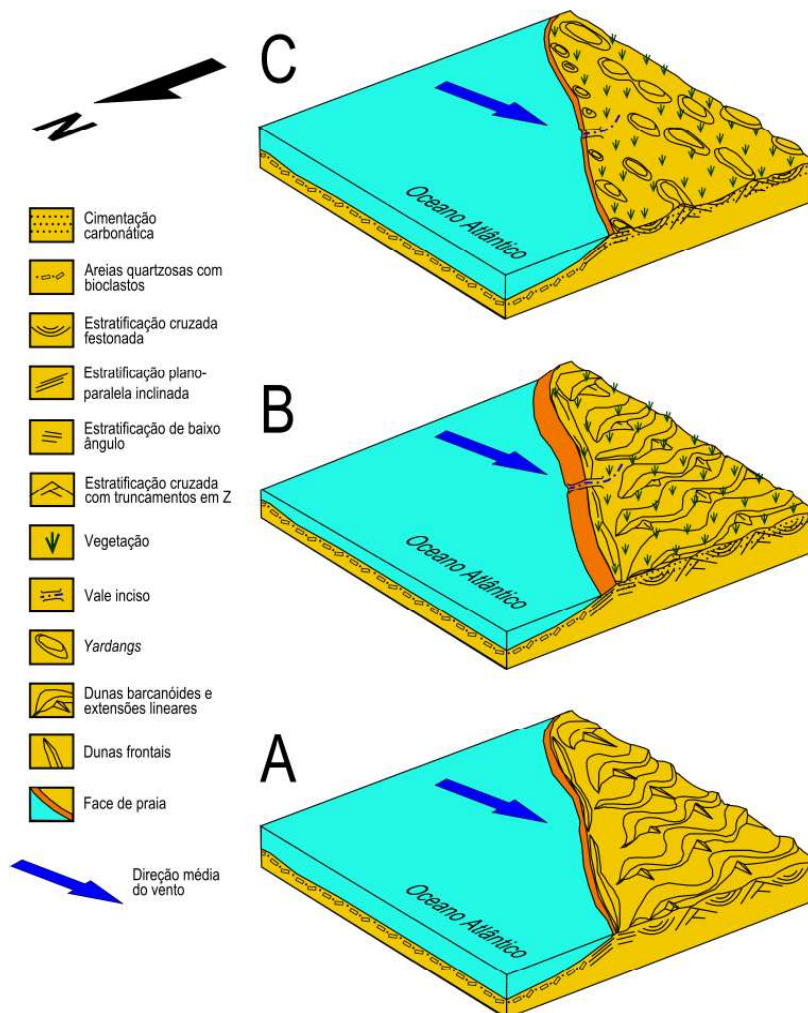 C
N
Oceano Atlântico
Cimentação
carbonática
Areias quartzosas com
bioclastos
Estratificação cruzada
festonada
Estratificação plano-
paralela inclinada
Estratificação de baixo
ângulo
Estratificação cruzada
com truncamentos em Z
Vegetação
Vale inciso
Yardangs
Dunas barcanóides e
extensões lineares
Dunas frontais
Face de praia
Direção média
do vento
B
Oceano Atlântico
A
Oceano Atlântico